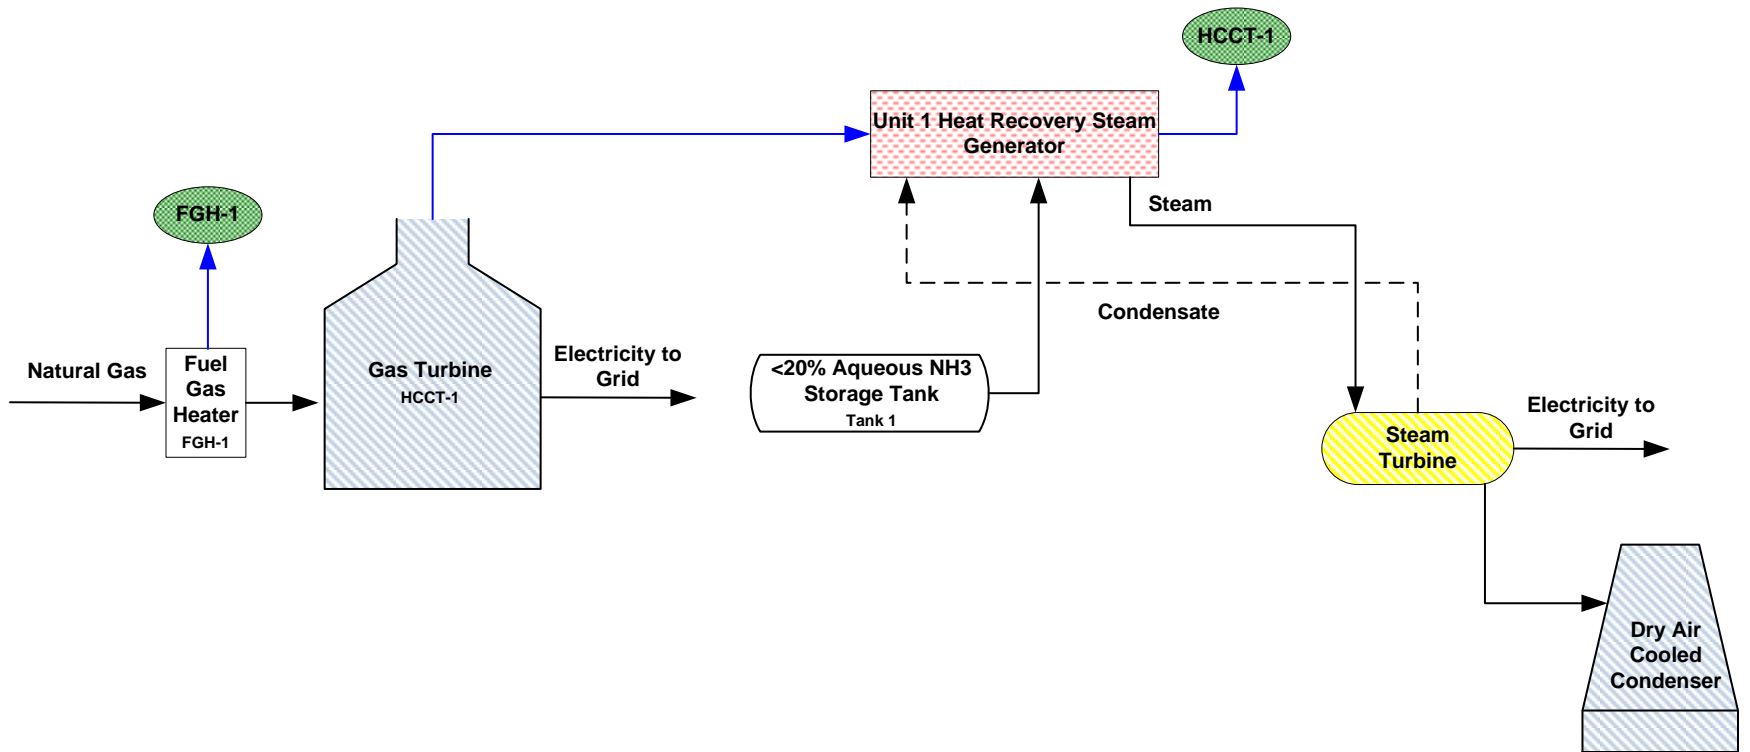 HCCT-1
Unit 1 Heat Recovery Steam
Generator
FGH-1
Steam
Condensate
Natural Gas
Fuel
Gas
Heater
FGH-1
Gas Turbine
HCCT-1
Electricity to
Grid
<20% Aqueous NH3
Storage Tank
Tank 1
Steam
Turbine
Electricity to
Grid
Dry Air
Cooled
Condenser